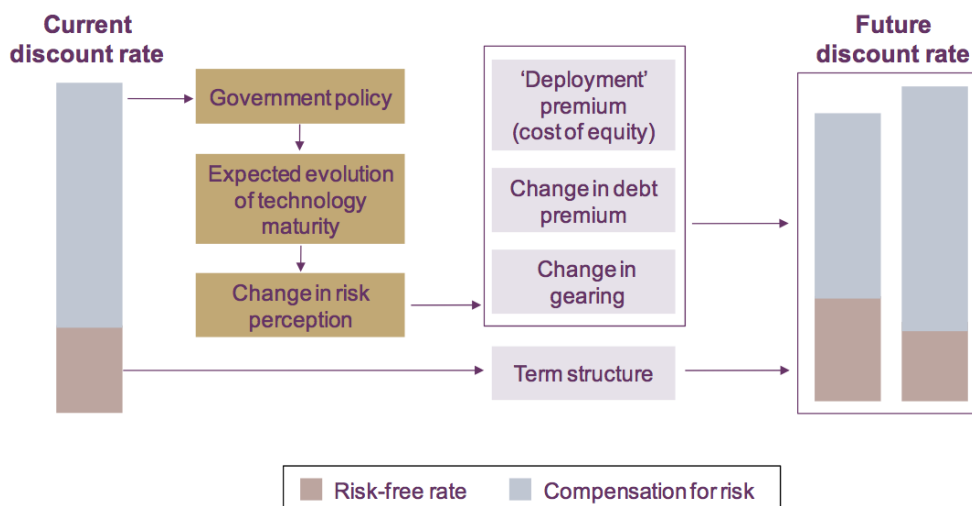 Current
discount rate
Future
discount rate
Government policy
Expected evolution
of technology
maturity
Change in risk
perception
‘Deployment’
premium
(cost of equity)
Change in debt
premium
Change in
gearing
Term structure
Risk-free rate
Compensation for risk